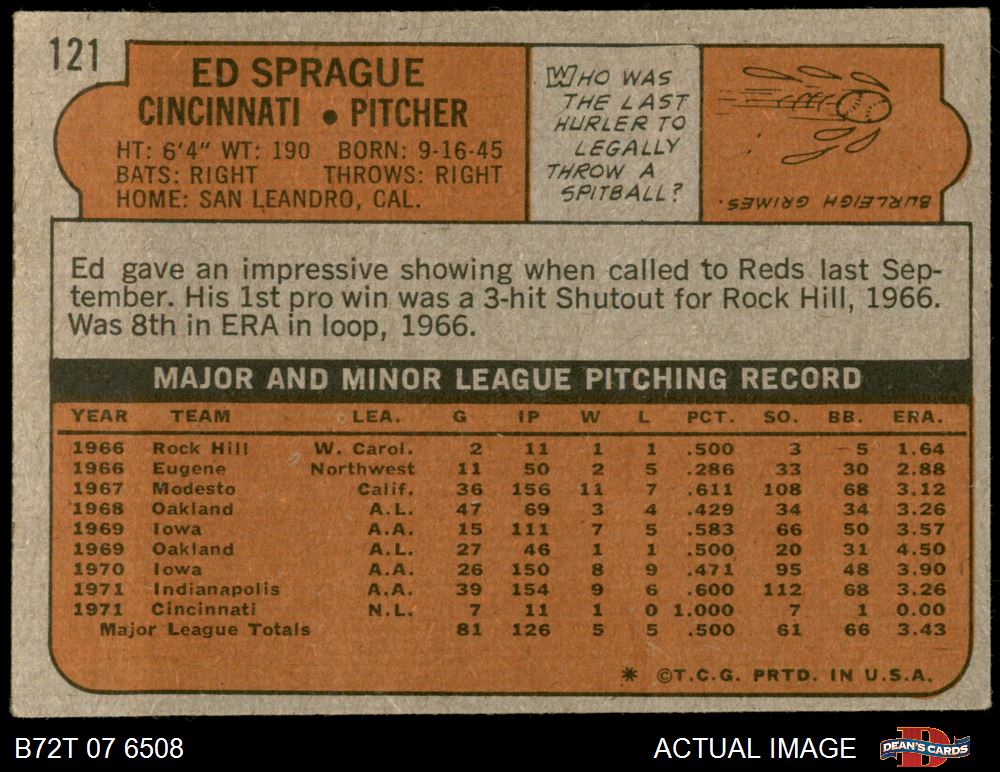 121
ED SPRAGUE
CINCINNATI • PITCHER
HT: 6'4" WT: 190 BORN: 9-16-45
BATS: RIGHT THROWS: RIGHT
HOME: SAN LEANDRO, CAL.
WHO WAS
THE LAST
HURLER TO
LEGALLY
THROW A
SPITBALL?
BURLEIGH GRIMES.
Ed gave an impressive showing when called to Reds last Sep-
tember. His 1st pro win was a 3-hit Shutout for Rock Hill, 1966.
Was 8th in ERA in loop, 1966.
MAJOR AND MINOR LEAGUE PITCHING RECORD
YEAR TEAM LEA. G IP W L PCT. SO. BB. ERA.
1966 Rock Hill W. Carol. 2 11 1 1 .500 3 5 1.64
1966 Eugene Northwest 11 50 2 5 .286 33 30 2.88
1967 Modesto Calif. 36 156 11 7 .611 108 68 3.12
1968 Oakland A.L. 47 69 3 4 .429 34 34 3.26
1969 Iowa A.A. 15 111 7 5 .583 66 50 3.57
1969 Oakland A.L. 27 46 1 1 .500 20 31 4.50
1970 Iowa A.A. 26 150 8 9 .471 95 48 3.90
1971 Indianapolis A.A. 39 154 9 6 .600 112 68 3.26
1971 Cincinnati N.L. 7 11 1 0 1.000 7 1 0.00
Major League Totals 81 126 5 5 .500 61 66 3.43
* ©T.C.G. PRTD. IN U.S.A.
B72T 07 6508
ACTUAL IMAGE
DEAN'S CARDS